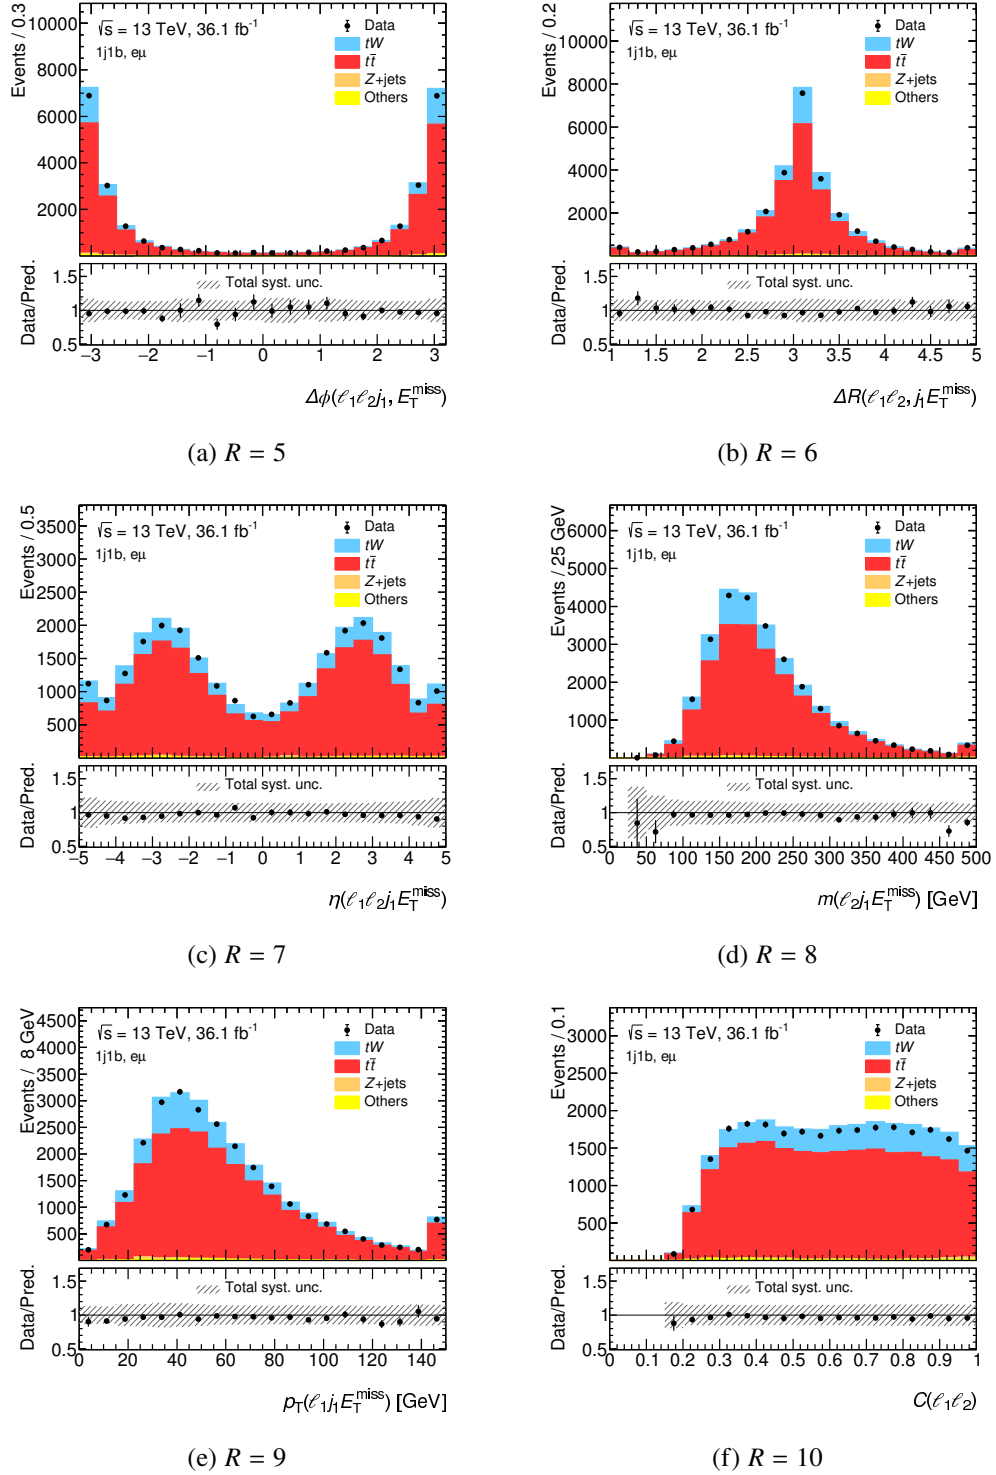 Events / 0.3
10000
8000
6000
4000
2000
√s = 13 TeV, 36.1 fb⁻¹
1j1b, eμ
Data
tW
tt̄
Z+jets
Others
Data/Pred.
1.5
1
0.5
Total syst. unc.
−3 −2 −1 0 1 2 3
Δϕ(ℓ₁ℓ₂j₁, E_T^miss)
(a) R = 5
Events / 0.2
10000
8000
6000
4000
2000
√s = 13 TeV, 36.1 fb⁻¹
1j1b, eμ
Data
tW
tt̄
Z+jets
Others
Data/Pred.
1.5
1
0.5
Total syst. unc.
1 1.5 2 2.5 3 3.5 4 4.5 5
ΔR(ℓ₁ℓ₂, j₁E_T^miss)
(b) R = 6
Events / 0.5
3500
3000
2500
2000
1500
1000
500
√s = 13 TeV, 36.1 fb⁻¹
1j1b, eμ
Data
tW
tt̄
Z+jets
Others
Data/Pred.
1.5
1
0.5
Total syst. unc.
−5 −4 −3 −2 −1 0 1 2 3 4 5
η(ℓ₁ℓ₂j₁E_T^miss)
(c) R = 7
Events / 25 GeV
6000
5000
4000
3000
2000
1000
√s = 13 TeV, 36.1 fb⁻¹
1j1b, eμ
Data
tW
tt̄
Z+jets
Others
Data/Pred.
1.5
1
0.5
Total syst. unc.
0 50 100 150 200 250 300 350 400 450 500
m(ℓ₂j₁E_T^miss) [GeV]
(d) R = 8
Events / 8 GeV
4500
4000
3500
3000
2500
2000
1500
1000
500
√s = 13 TeV, 36.1 fb⁻¹
1j1b, eμ
Data
tW
tt̄
Z+jets
Others
Data/Pred.
1.5
1
0.5
Total syst. unc.
0 20 40 60 80 100 120 140
p_T(ℓ₁j₁E_T^miss) [GeV]
(e) R = 9
Events / 0.1
3000
2500
2000
1500
1000
500
√s = 13 TeV, 36.1 fb⁻¹
1j1b, eμ
Data
tW
tt̄
Z+jets
Others
Data/Pred.
1.5
1
0.5
Total syst. unc.
0 0.1 0.2 0.3 0.4 0.5 0.6 0.7 0.8 0.9 1
C(ℓ₁ℓ₂)
(f) R = 10